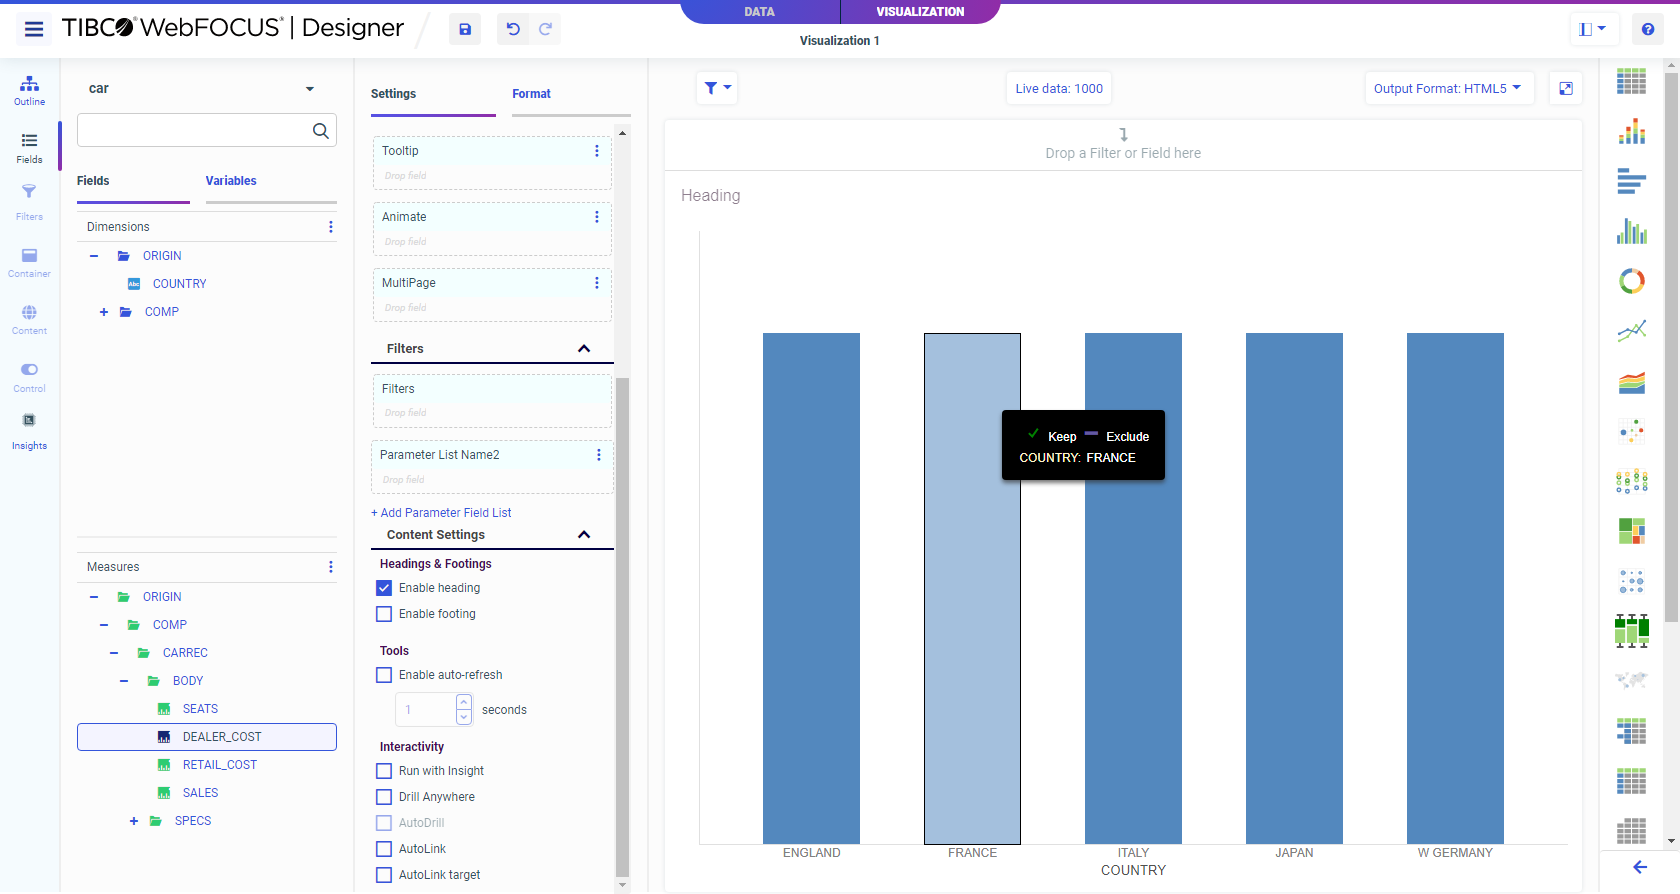 TIBCO WebFOCUS® | Designer
DATA
VISUALIZATION
Visualization 1
Outline
Fields
Filters
Container
Content
Control
Insights
car
Fields
Variables
Dimensions
ORIGIN
Abc COUNTRY
COMP
Measures
ORIGIN
COMP
CARREC
BODY
SEATS
DEALER_COST
RETAIL_COST
SALES
SPECS
Settings
Format
Tooltip
Drop field
Animate
Drop field
MultiPage
Drop field
Filters
Filters
Drop field
Parameter List Name2
Drop field
+ Add Parameter Field List
Content Settings
Headings & Footings
Enable heading
Enable footing
Tools
Enable auto-refresh
1 seconds
Interactivity
Run with Insight
Drill Anywhere
AutoDrill
AutoLink
AutoLink target
Live data: 1000
Output Format: HTML5
Drop a Filter or Field here
Heading
Keep Exclude
COUNTRY: FRANCE
ENGLAND
FRANCE
ITALY
JAPAN
W GERMANY
COUNTRY